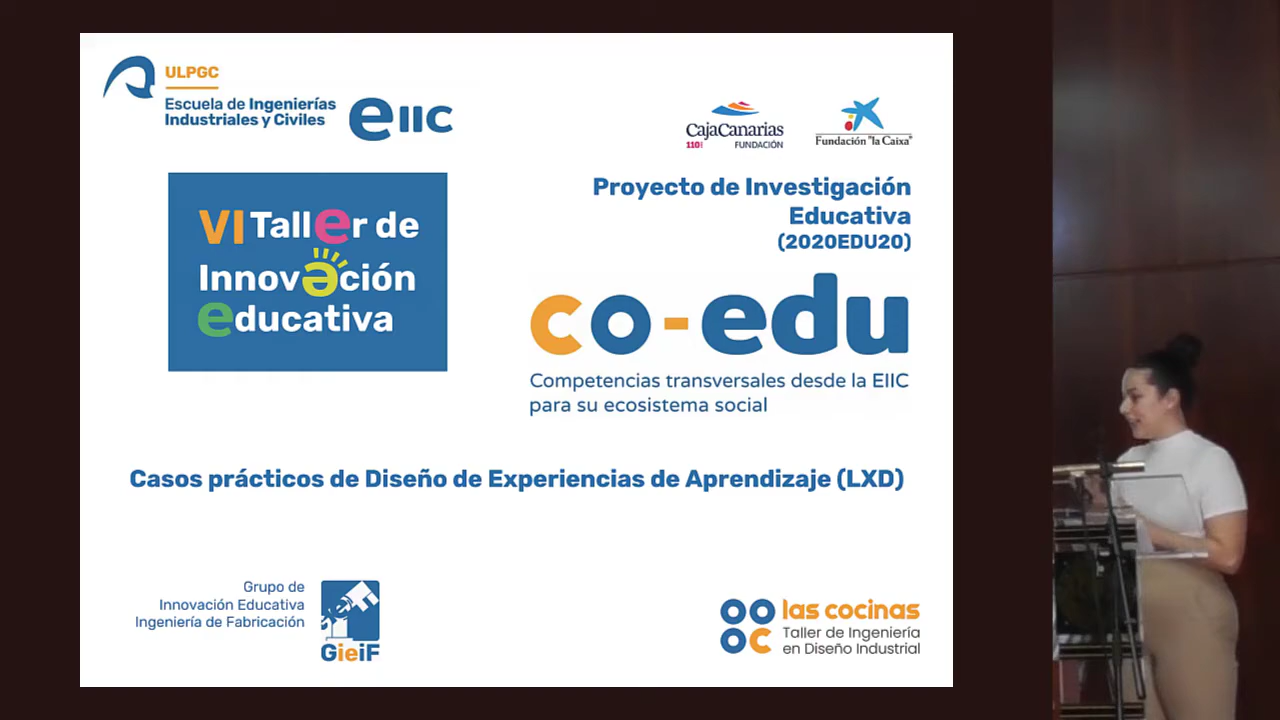 ULPGC
Escuela de Ingenierías
Industriales y Civiles
eIIC
CajaCanarias
110
FUNDACIÓN
Fundación "la Caixa"
VI Taller de
Innovación
educativa
Proyecto de Investigación
Educativa
(2020EDU20)
co-edu
Competencias transversales desde la EIIC
para su ecosistema social
Casos prácticos de Diseño de Experiencias de Aprendizaje (LXD)
Grupo de
Innovación Educativa
Ingeniería de Fabricación
GieiF
las cocinas
Taller de Ingeniería
en Diseño Industrial